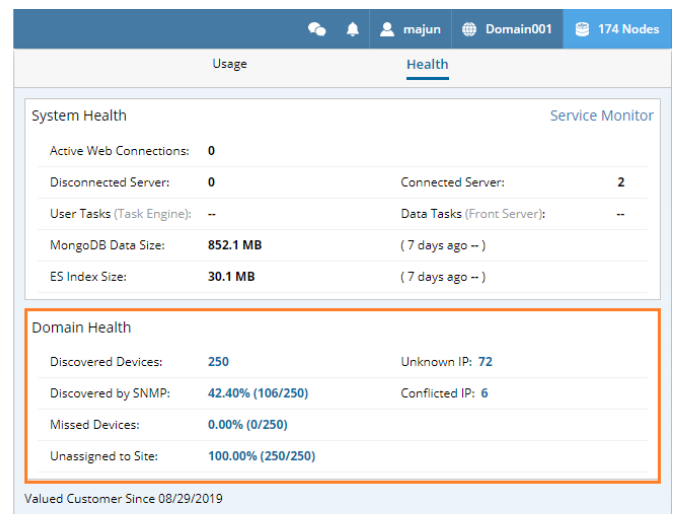 majun Domain001 174 Nodes
Usage Health
System Health Service Monitor
Active Web Connections: 0
Disconnected Server: 0 Connected Server: 2
User Tasks (Task Engine): -- Data Tasks (Front Server): --
MongoDB Data Size: 852.1 MB ( 7 days ago -- )
ES Index Size: 30.1 MB ( 7 days ago -- )
Domain Health
Discovered Devices: 250 Unknown IP: 72
Discovered by SNMP: 42.40% (106/250) Conflicted IP: 6
Missed Devices: 0.00% (0/250)
Unassigned to Site: 100.00% (250/250)
Valued Customer Since 08/29/2019